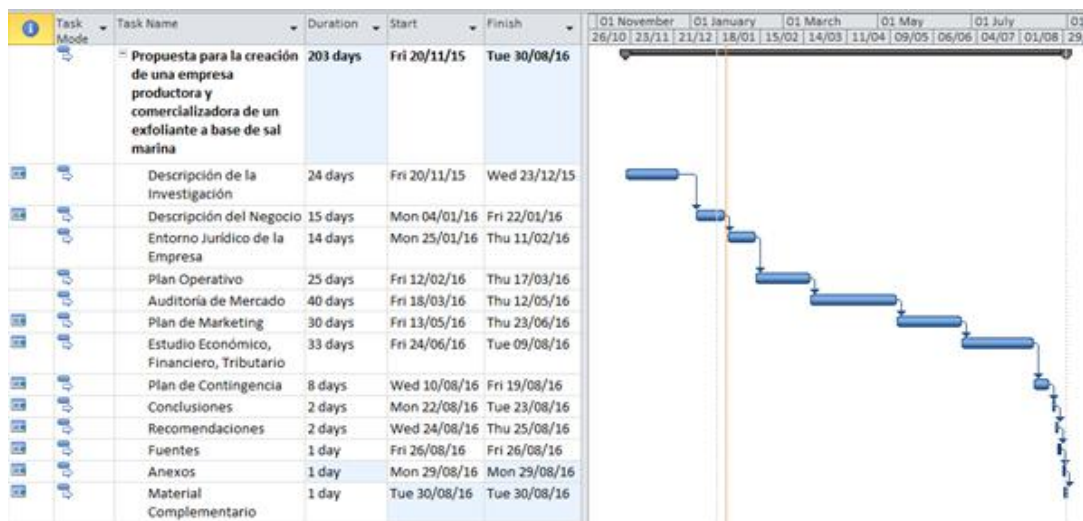 Task Mode Task Name Duration Start Finish 01 November 01 January 01 March 01 May 01 July 01
26/10 23/11 21/12 18/01 15/02 14/03 11/04 09/05 06/06 04/07 01/08 29
Propuesta para la creación 203 days Fri 20/11/15 Tue 30/08/16
de una empresa
productora y
comercializadora de un
exfoliante a base de sal
marina
Descripción de la 24 days Fri 20/11/15 Wed 23/12/15
Investigación
Descripción del Negocio 15 days Mon 04/01/16 Fri 22/01/16
Entorno Jurídico de la 14 days Mon 25/01/16 Thu 11/02/16
Empresa
Plan Operativo 25 days Fri 12/02/16 Thu 17/03/16
Auditoría de Mercado 40 days Fri 18/03/16 Thu 12/05/16
Plan de Marketing 30 days Fri 13/05/16 Thu 23/06/16
Estudio Económico, 33 days Fri 24/06/16 Tue 09/08/16
Financiero, Tributario
Plan de Contingencia 8 days Wed 10/08/16 Fri 19/08/16
Conclusiones 2 days Mon 22/08/16 Tue 23/08/16
Recomendaciones 2 days Wed 24/08/16 Thu 25/08/16
Fuentes 1 day Fri 26/08/16 Fri 26/08/16
Anexos 1 day Mon 29/08/16 Mon 29/08/16
Material 1 day Tue 30/08/16 Tue 30/08/16
Complementario